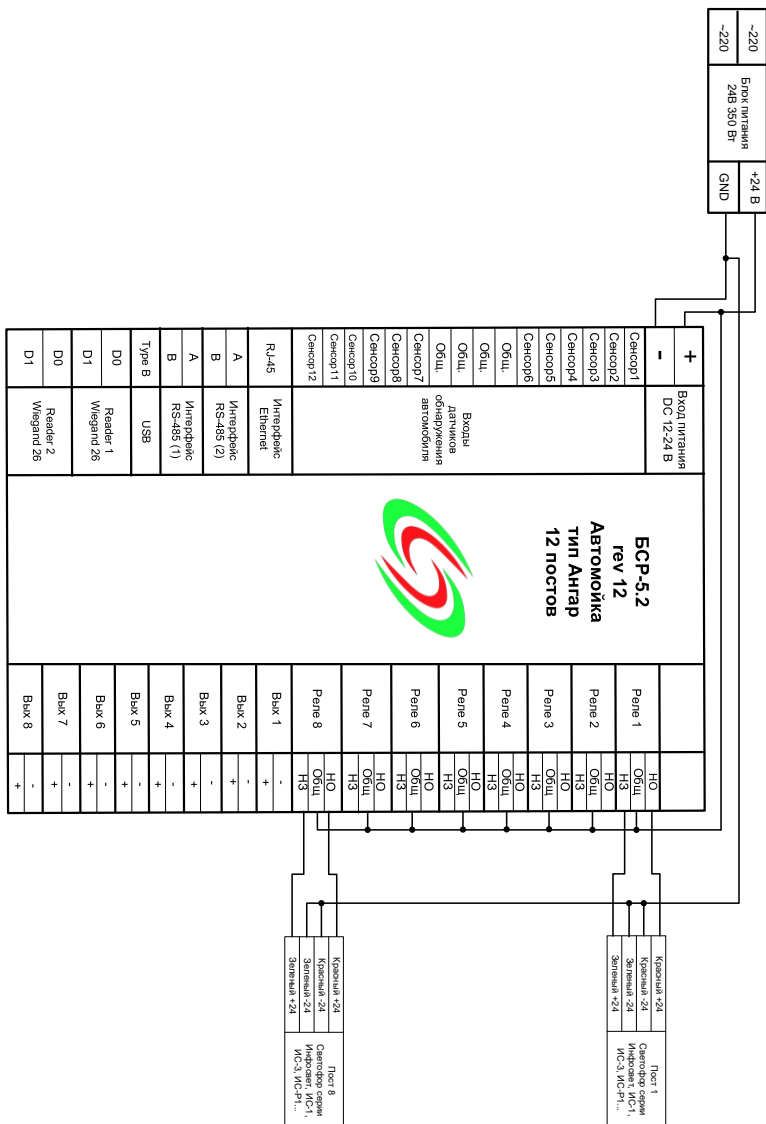 ~220
~220
Блок питания
24В 350 Вт
+24 В
GND
+
-
Вход питания
DC 12-24 В
Сенсор1
Сенсор2
Сенсор3
Сенсор4
Сенсор5
Сенсор6
Общ.
Общ.
Общ.
Общ.
Сенсор7
Сенсор8
Сенсор9
Сенсор10
Сенсор11
Сенсор12
Входы
датчиков
обнаружения
автомобиля
RJ-45
Интерфейс
Ethernet
A
B
Интерфейс
RS-485 (2)
A
B
Интерфейс
RS-485 (1)
Type B
USB
D0
D1
Reader 1
Wiegand 26
D0
D1
Reader 2
Wiegand 26
БСР-5.2
rev 12
Автомойка
тип Ангар
12 постов
Реле 1
НО
Общ
НЗ
Реле 2
НО
Общ
НЗ
Реле 3
НО
Общ
НЗ
Реле 4
НО
Общ
НЗ
Реле 5
НО
Общ
НЗ
Реле 6
НО
Общ
НЗ
Реле 7
НО
Общ
НЗ
Реле 8
НО
Общ
НЗ
Вых 1
-
+
Вых 2
-
+
Вых 3
-
+
Вых 4
-
+
Вых 5
-
+
Вых 6
-
+
Вых 7
-
+
Вых 8
-
+
Красный +24
Красный -24
Зеленый -24
Зеленый +24
Пост 1
Светофор серии
Инфосвет, ИС-1,
ИС-3, ИС-Р1...
Красный +24
Красный -24
Зеленый -24
Зеленый +24
Пост 8
Светофор серии
Инфосвет, ИС-1,
ИС-3, ИС-Р1...